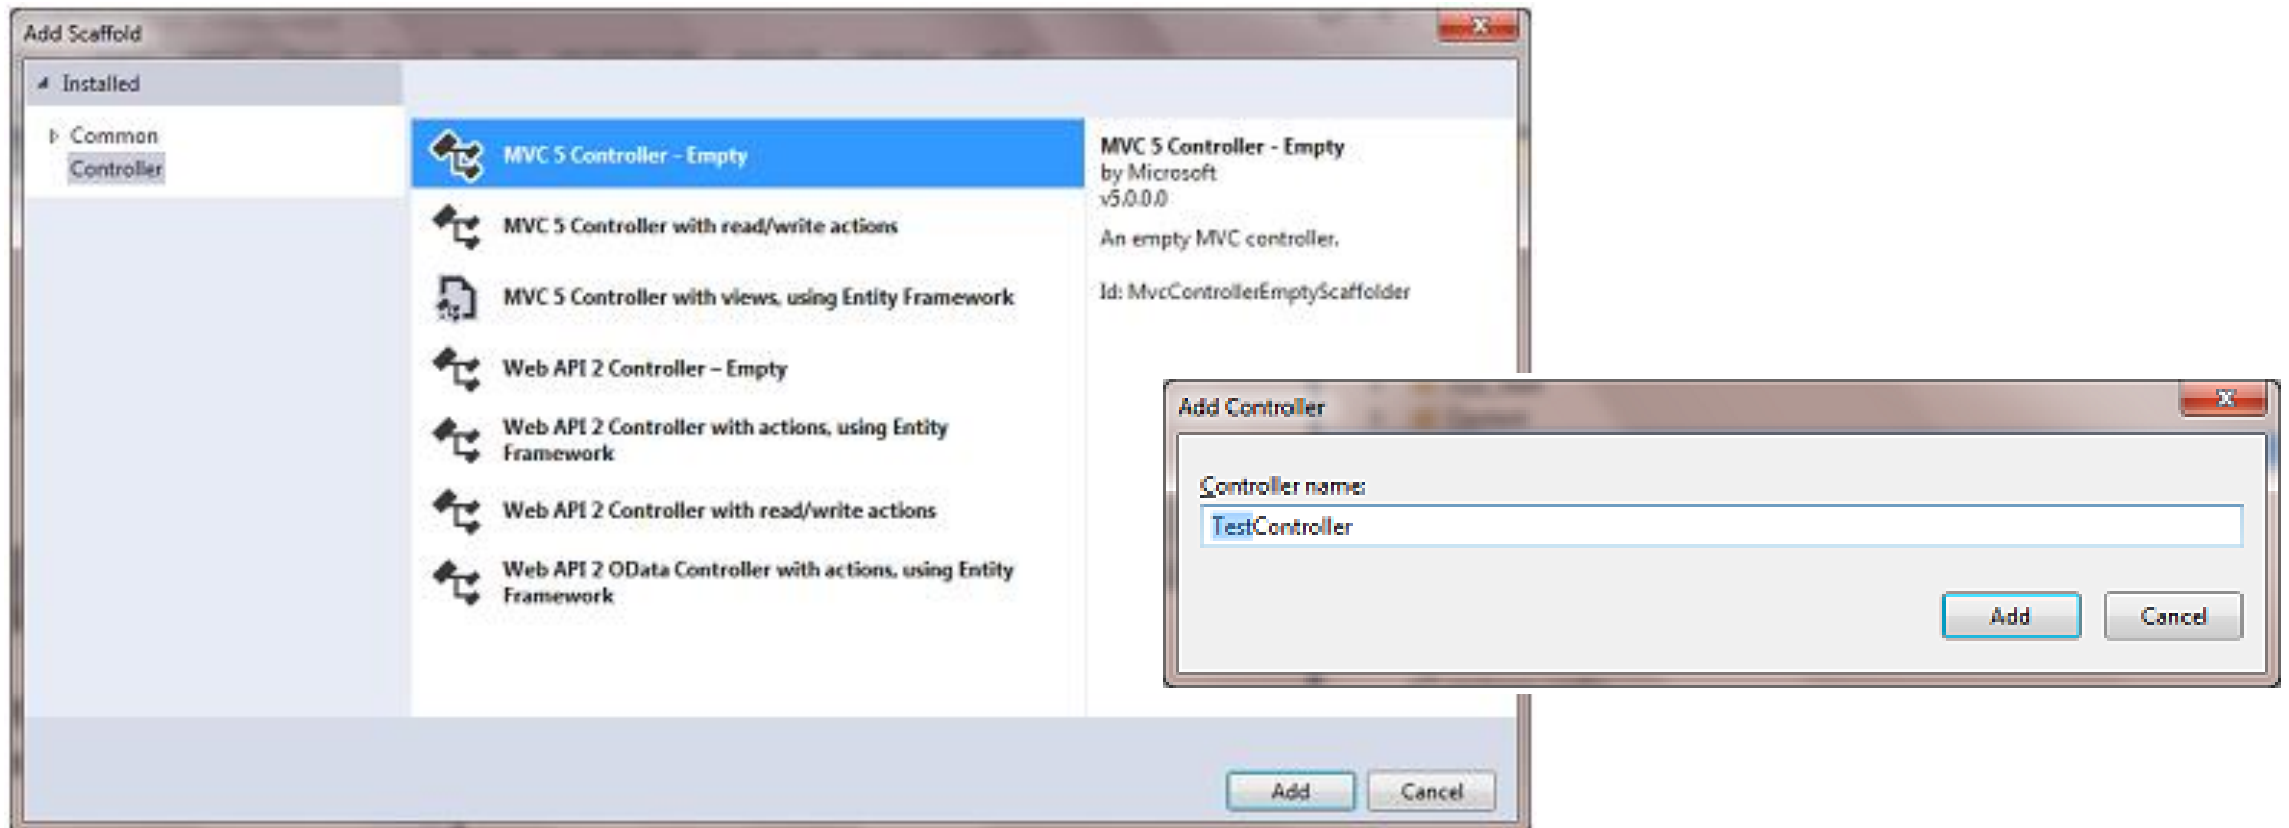 Add Scaffold
Installed
Common
Controller
MVC 5 Controller - Empty
MVC 5 Controller with read/write actions
MVC 5 Controller with views, using Entity Framework
Web API 2 Controller – Empty
Web API 2 Controller with actions, using Entity
Framework
Web API 2 Controller with read/write actions
Web API 2 OData Controller with actions, using Entity
Framework
MVC 5 Controller - Empty
by Microsoft
v5.0.0.0
An empty MVC controller.
Id: MvcControllerEmptyScaffolder
Add
Cancel
Add Controller
Controller name:
TestController
Add
Cancel